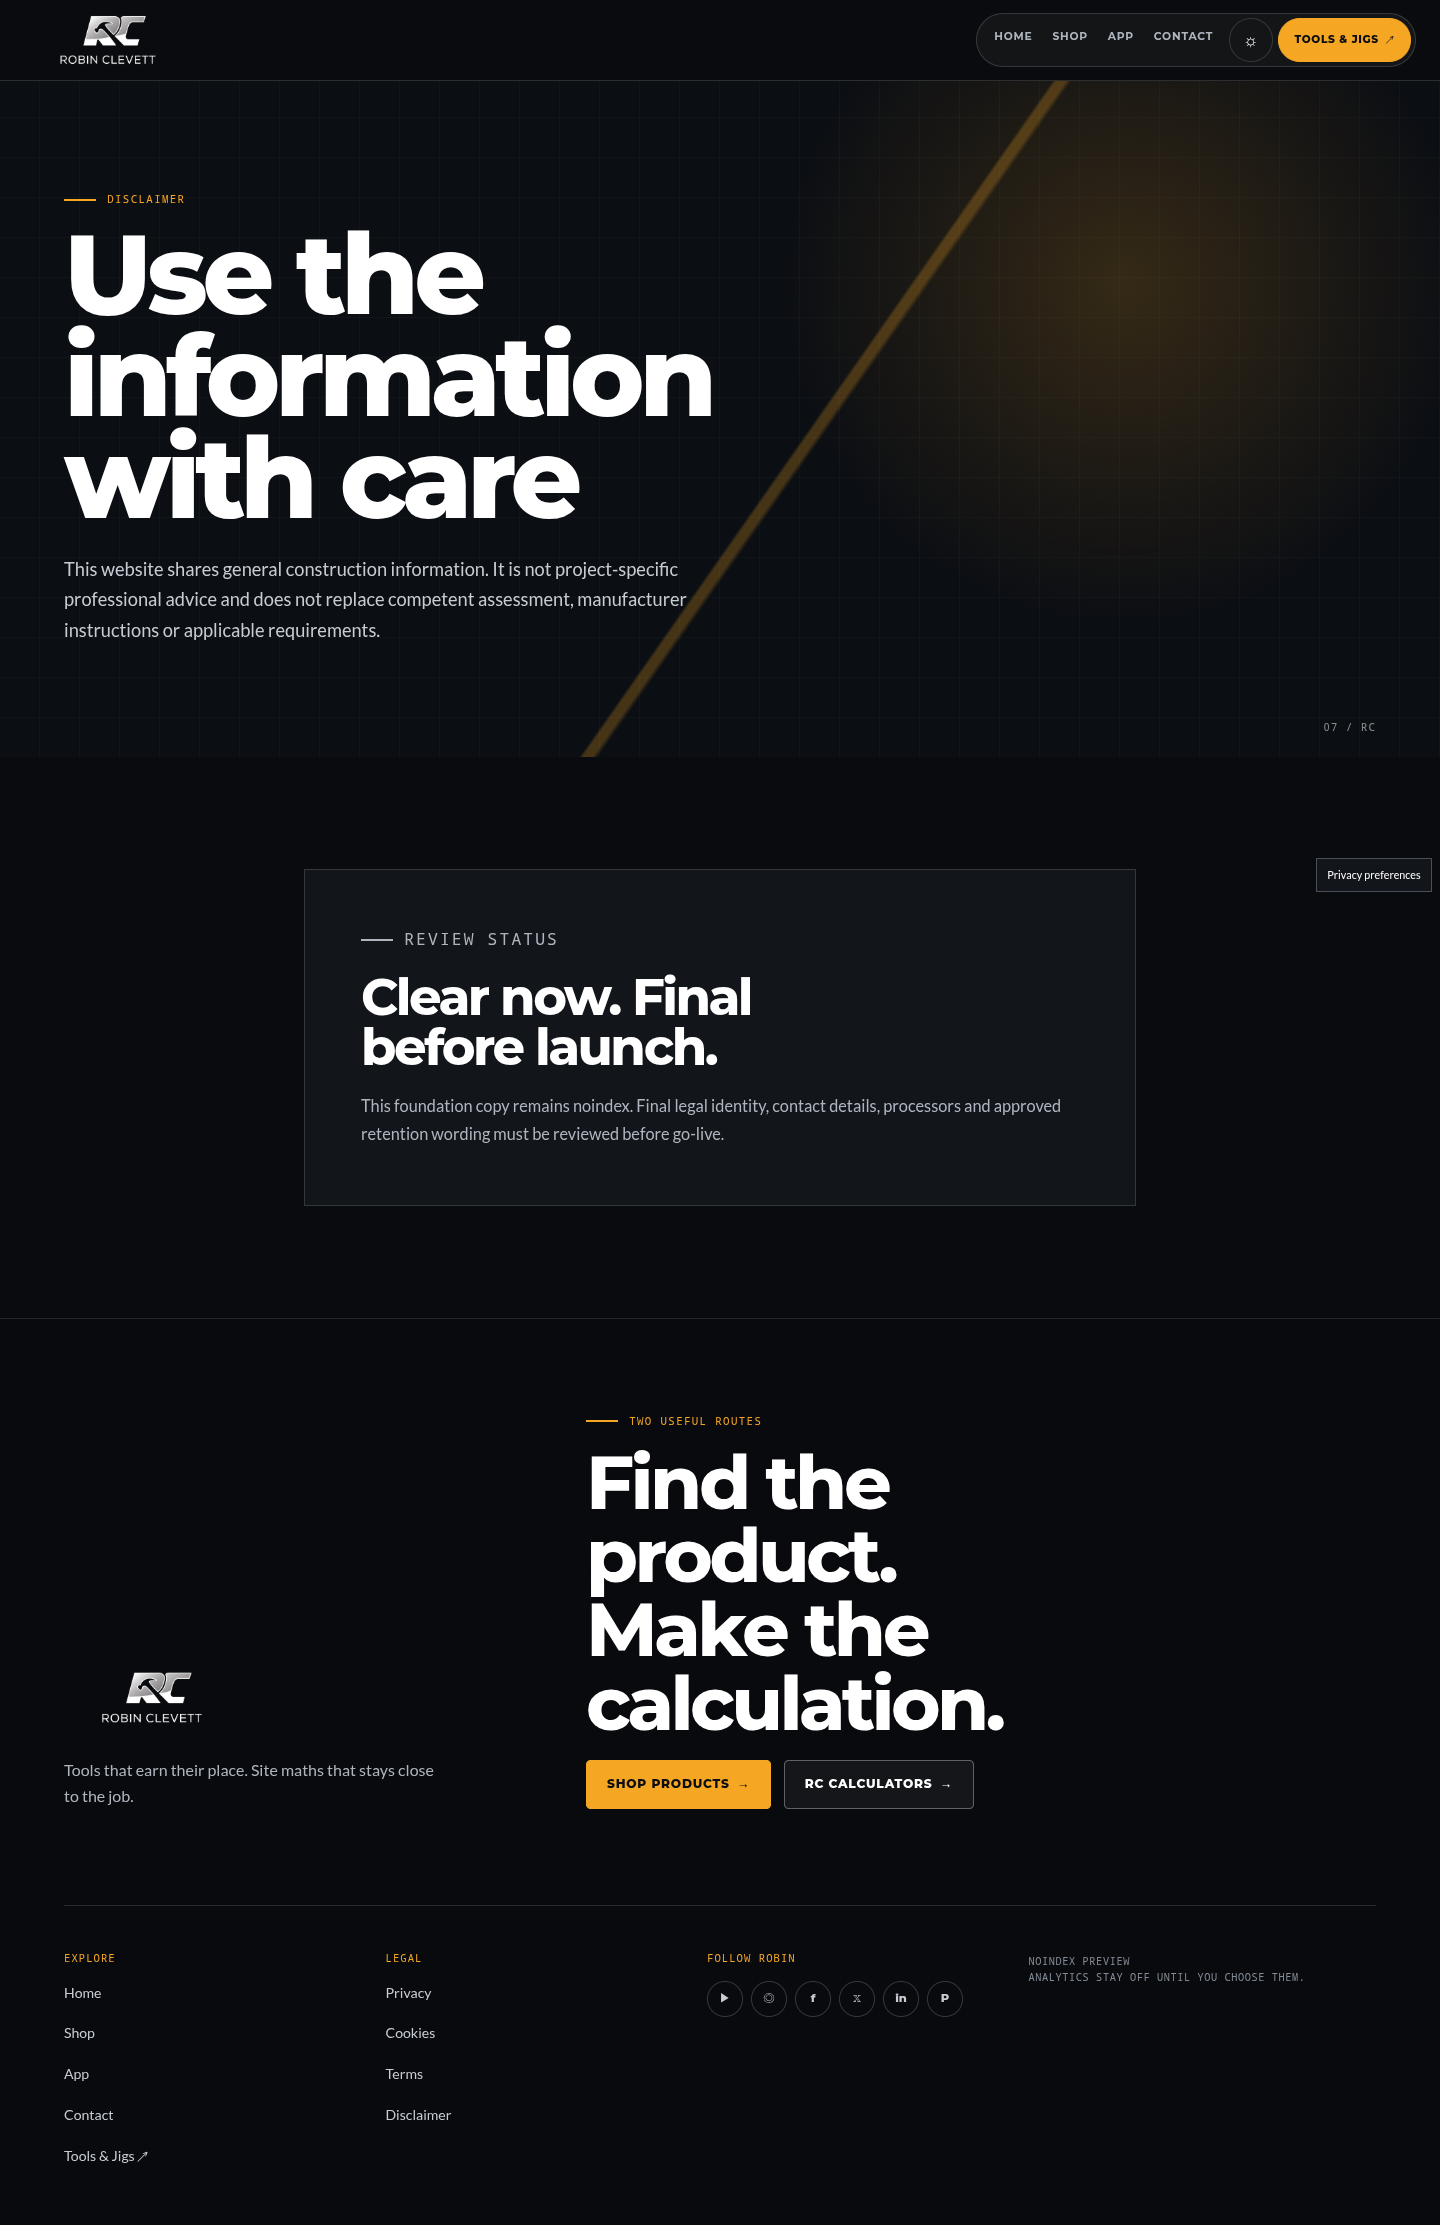 RC
ROBIN CLEVETT
HOME SHOP APP CONTACT ☼ TOOLS & JIGS ↗
DISCLAIMER
Use the
information
with care
This website shares general construction information. It is not project-specific
professional advice and does not replace competent assessment, manufacturer
instructions or applicable requirements.
07 / RC
Privacy preferences
REVIEW STATUS
Clear now. Final
before launch.
This foundation copy remains noindex. Final legal identity, contact details, processors and approved
retention wording must be reviewed before go-live.
TWO USEFUL ROUTES
Find the
product.
Make the
calculation.
SHOP PRODUCTS →
RC CALCULATORS →
RC
ROBIN CLEVETT
Tools that earn their place. Site maths that stays close
to the job.
EXPLORE
Home
Shop
App
Contact
Tools & Jigs ↗
LEGAL
Privacy
Cookies
Terms
Disclaimer
FOLLOW ROBIN
▶ ◎ f 𝕏 in P
NOINDEX PREVIEW
ANALYTICS STAY OFF UNTIL YOU CHOOSE THEM.